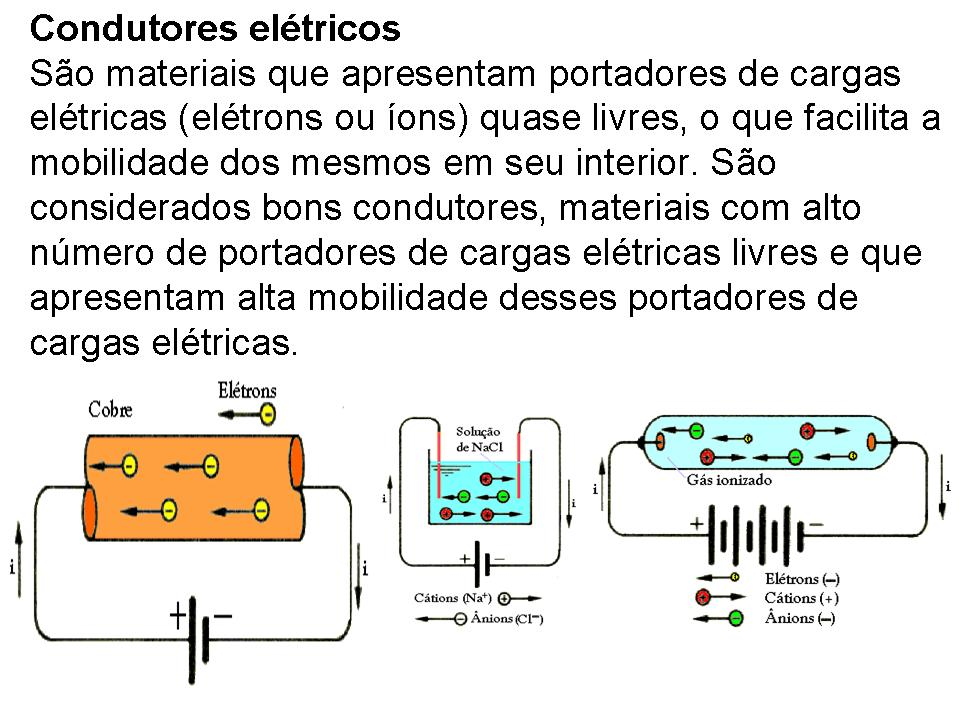 Condutores elétricos
São materiais que apresentam portadores de cargas
elétricas (elétrons ou íons) quase livres, o que facilita a
mobilidade dos mesmos em seu interior. São
considerados bons condutores, materiais com alto
número de portadores de cargas elétricas livres e que
apresentam alta mobilidade desses portadores de
cargas elétricas.
Elétrons
Cobre
i
i
+
−
Solução
de NaCl
i
i
+
−
Cátions (Na⁺)
Ânions (Cl⁻)
Gás ionizado
i
i
+
−
Elétrons (−)
Cátions (+)
Ânions (−)